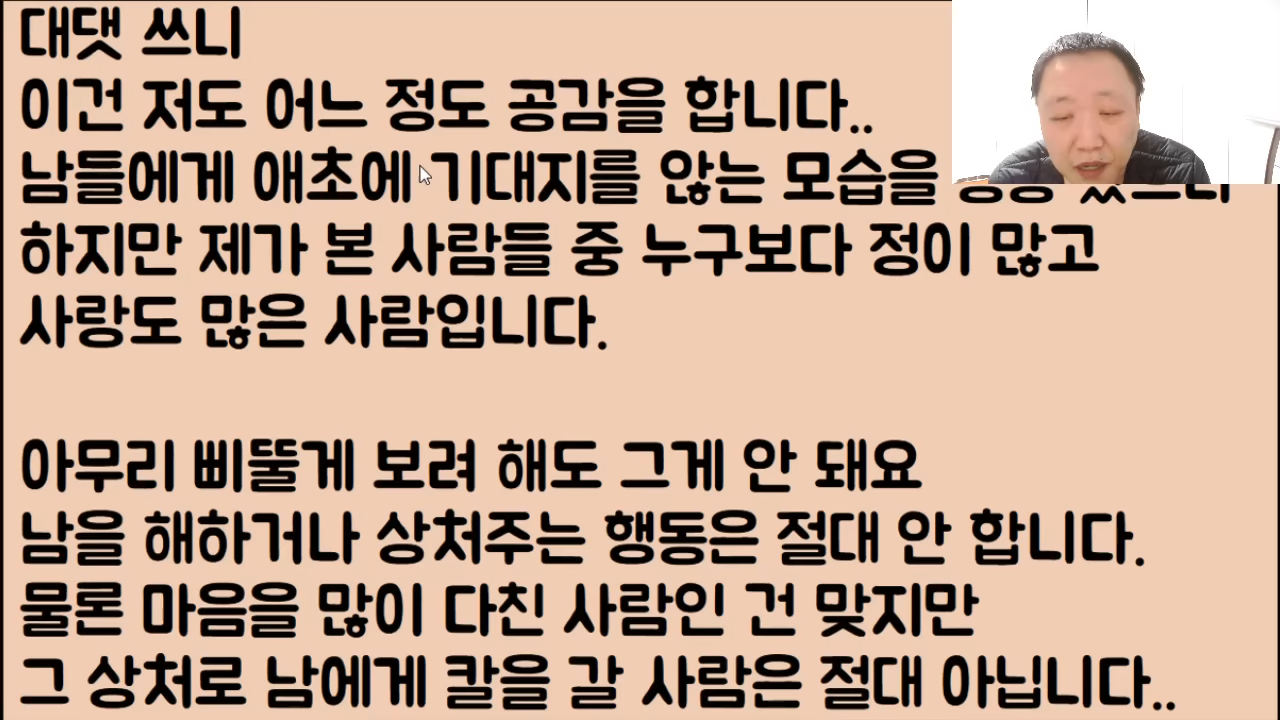 대댓 쓰니
이건 저도 어느 정도 공감을 합니다..
남들에게 애초에 기대지를 않는 모습을
하지만 제가 본 사람들 중 누구보다 정이 많고
사랑도 많은 사람입니다.
아무리 삐뚤게 보려 해도 그게 안 돼요
남을 해하거나 상처주는 행동은 절대 안 합니다.
물론 마음을 많이 다친 사람인 건 맞지만
그 상처로 남에게 칼을 갈 사람은 절대 아닙니다..